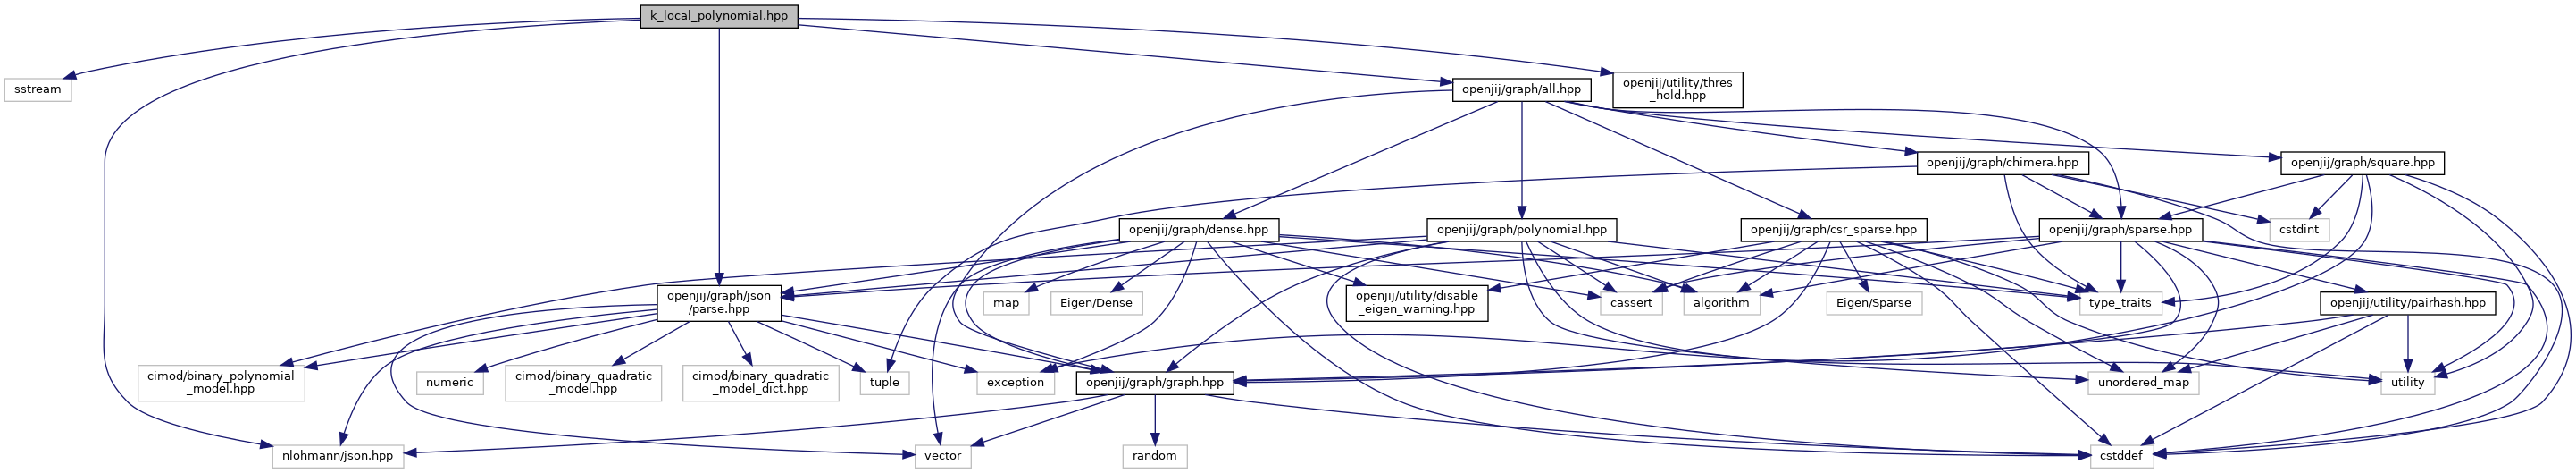 k_local_polynomial.hpp
sstream
openjij/graph/all.hpp
openjij/utility/thres
_hold.hpp
openjij/graph/chimera.hpp
openjij/graph/square.hpp
openjij/graph/dense.hpp
openjij/graph/polynomial.hpp
openjij/graph/csr_sparse.hpp
openjij/graph/sparse.hpp
cstdint
openjij/graph/json
/parse.hpp
map
Eigen/Dense
openjij/utility/disable
_eigen_warning.hpp
cassert
algorithm
Eigen/Sparse
type_traits
openjij/utility/pairhash.hpp
cimod/binary_polynomial
_model.hpp
numeric
cimod/binary_quadratic
_model.hpp
cimod/binary_quadratic
_model_dict.hpp
tuple
exception
openjij/graph/graph.hpp
unordered_map
utility
nlohmann/json.hpp
vector
random
cstddef